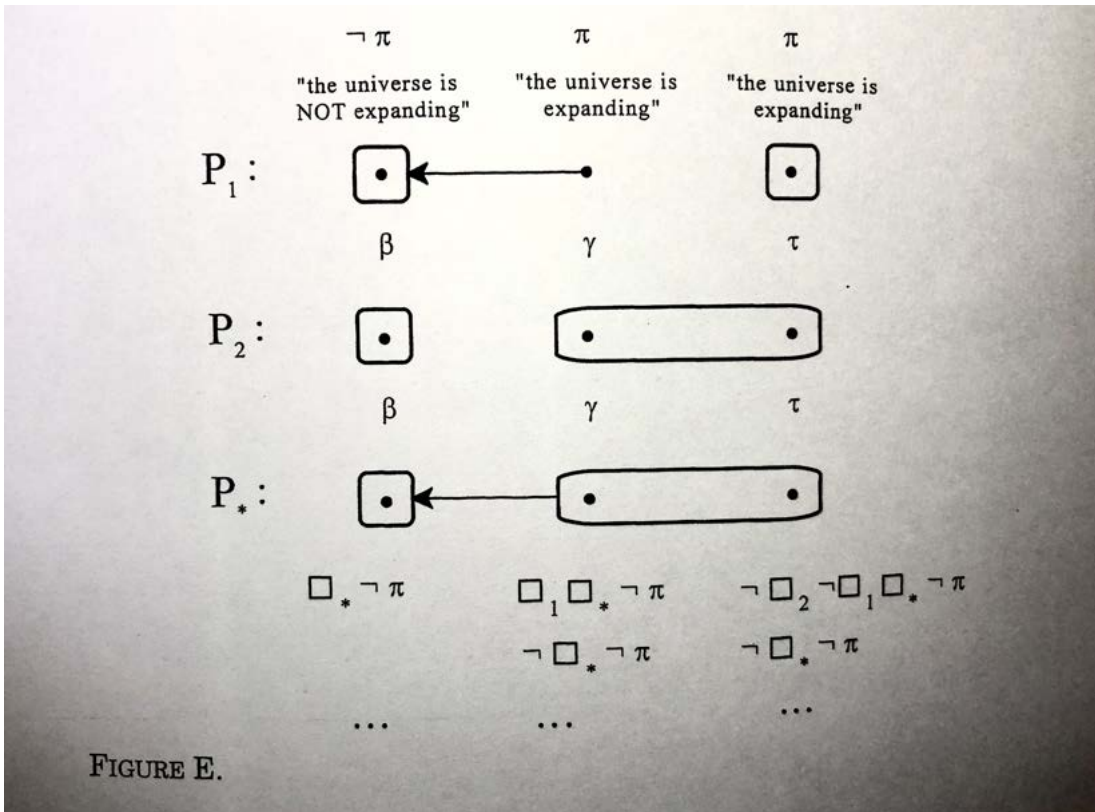 ¬ π π π
"the universe is NOT expanding" "the universe is expanding" "the universe is expanding"
P₁:
β γ τ
P₂:
β γ τ
P⁎:
□⁎ ¬ π □₁ □⁎ ¬ π ¬ □₂ ¬ □₁ □⁎ ¬ π
¬ □⁎ ¬ π ¬ □⁎ ¬ π
... ... ...
FIGURE E.